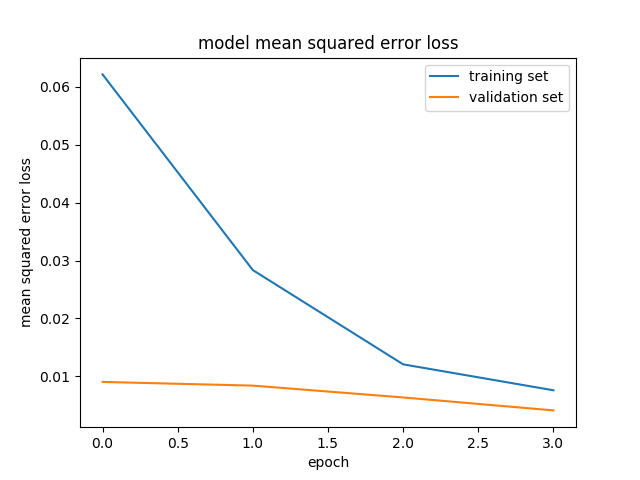 model mean squared error loss
training set
validation set
0.06
0.05
0.04
0.03
0.02
0.01
mean squared error loss
0.0 0.5 1.0 1.5 2.0 2.5 3.0
epoch